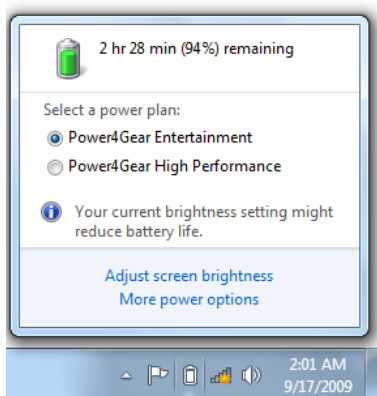 2 hr 28 min (94%) remaining
Select a power plan:
Power4Gear Entertainment
Power4Gear High Performance
Your current brightness setting might
reduce battery life.
Adjust screen brightness
More power options
2:01 AM
9/17/2009